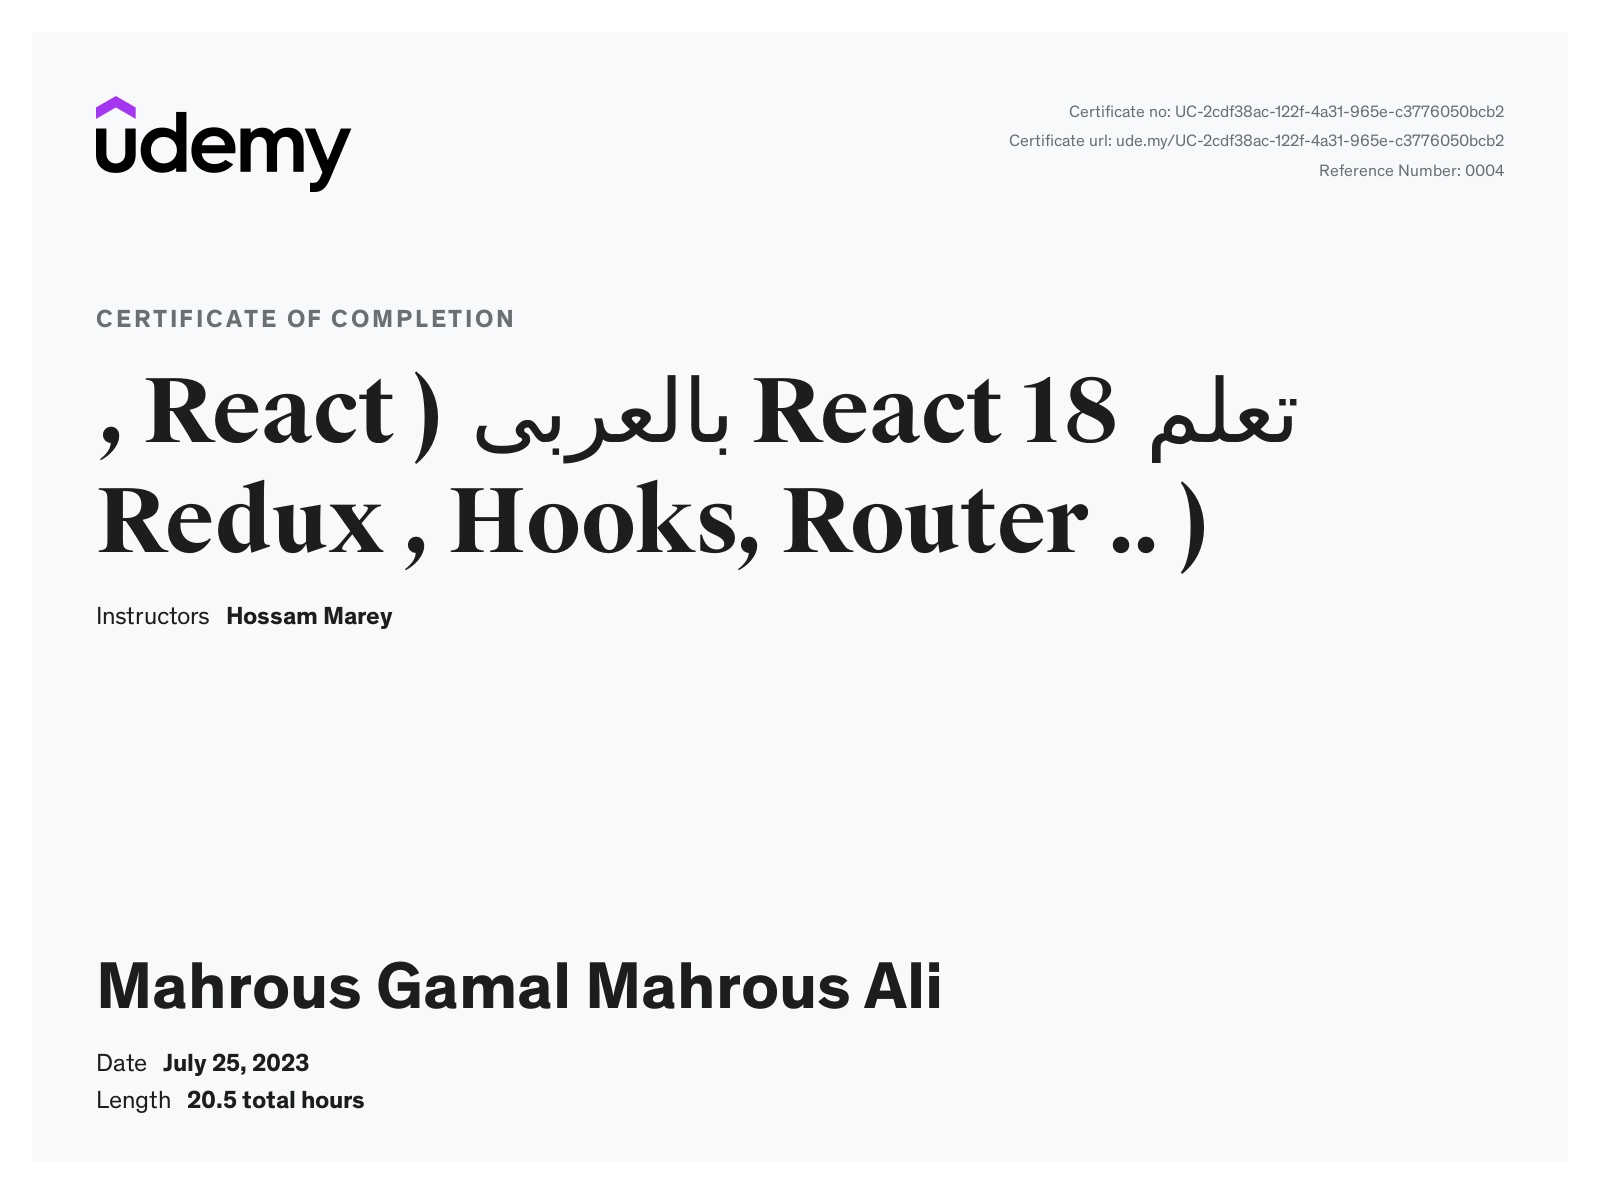 udemy
Certificate no: UC-2cdf38ac-122f-4a31-965e-c3776050bcb2
Certificate url: ude.my/UC-2cdf38ac-122f-4a31-965e-c3776050bcb2
Reference Number: 0004
CERTIFICATE OF COMPLETION
تعلم React 18 بالعربى ( React ,
Redux , Hooks, Router .. )
Instructors Hossam Marey
Mahrous Gamal Mahrous Ali
Date July 25, 2023
Length 20.5 total hours